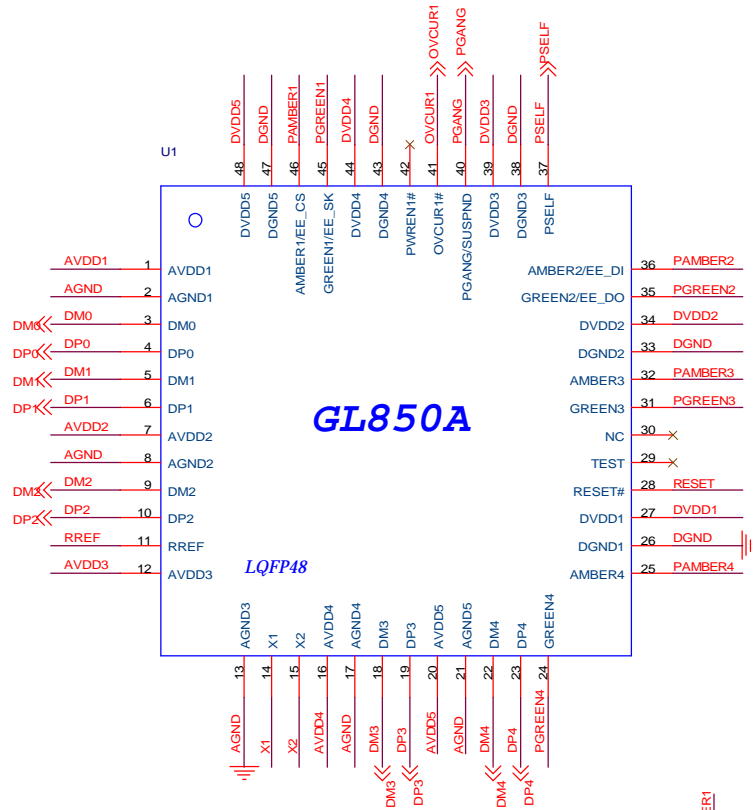 OVCUR1 PGANG PSELF
DVDD5 DGND PAMBER1 PGREEN1 DVDD4 DGND OVCUR1 PGANG DVDD3 DGND PSELF
U1
48 47 46 45 44 43 42 41 40 39 38 37
DVDD5 DGND5 AMBER1/EE_CS GREEN1/EE_SK DVDD4 DGND4 PWREN1# OVCUR1# PGANG/SUSPND DVDD3 DGND3 PSELF
AVDD1 1 AVDD1 AMBER2/EE_DI 36 PAMBER2
AGND 2 AGND1 GREEN2/EE_DO 35 PGREEN2
DM0 DM0 3 DM0 DVDD2 34 DVDD2
DP0 DP0 4 DP0 DGND2 33 DGND
DM1 DM1 5 DM1 AMBER3 32 PAMBER3
DP1 DP1 6 DP1 GREEN3 31 PGREEN3
GL850A
AVDD2 7 AVDD2 NC 30
AGND 8 AGND2 TEST 29
DM2 DM2 9 DM2 RESET# 28 RESET
DP2 DP2 10 DP2 DVDD1 27 DVDD1
RREF 11 RREF DGND1 26 DGND
AVDD3 12 AVDD3 LQFP48 AMBER4 25 PAMBER4
AGND3 X1 X2 AVDD4 AGND4 DM3 DP3 AVDD5 AGND5 DM4 DP4 GREEN4
13 14 15 16 17 18 19 20 21 22 23 24
AGND X1 X2 AVDD4 AGND DM3 DP3 AVDD5 AGND DM4 DP4 PGREEN4
DM3 DP3 DM4 DP4
ER1